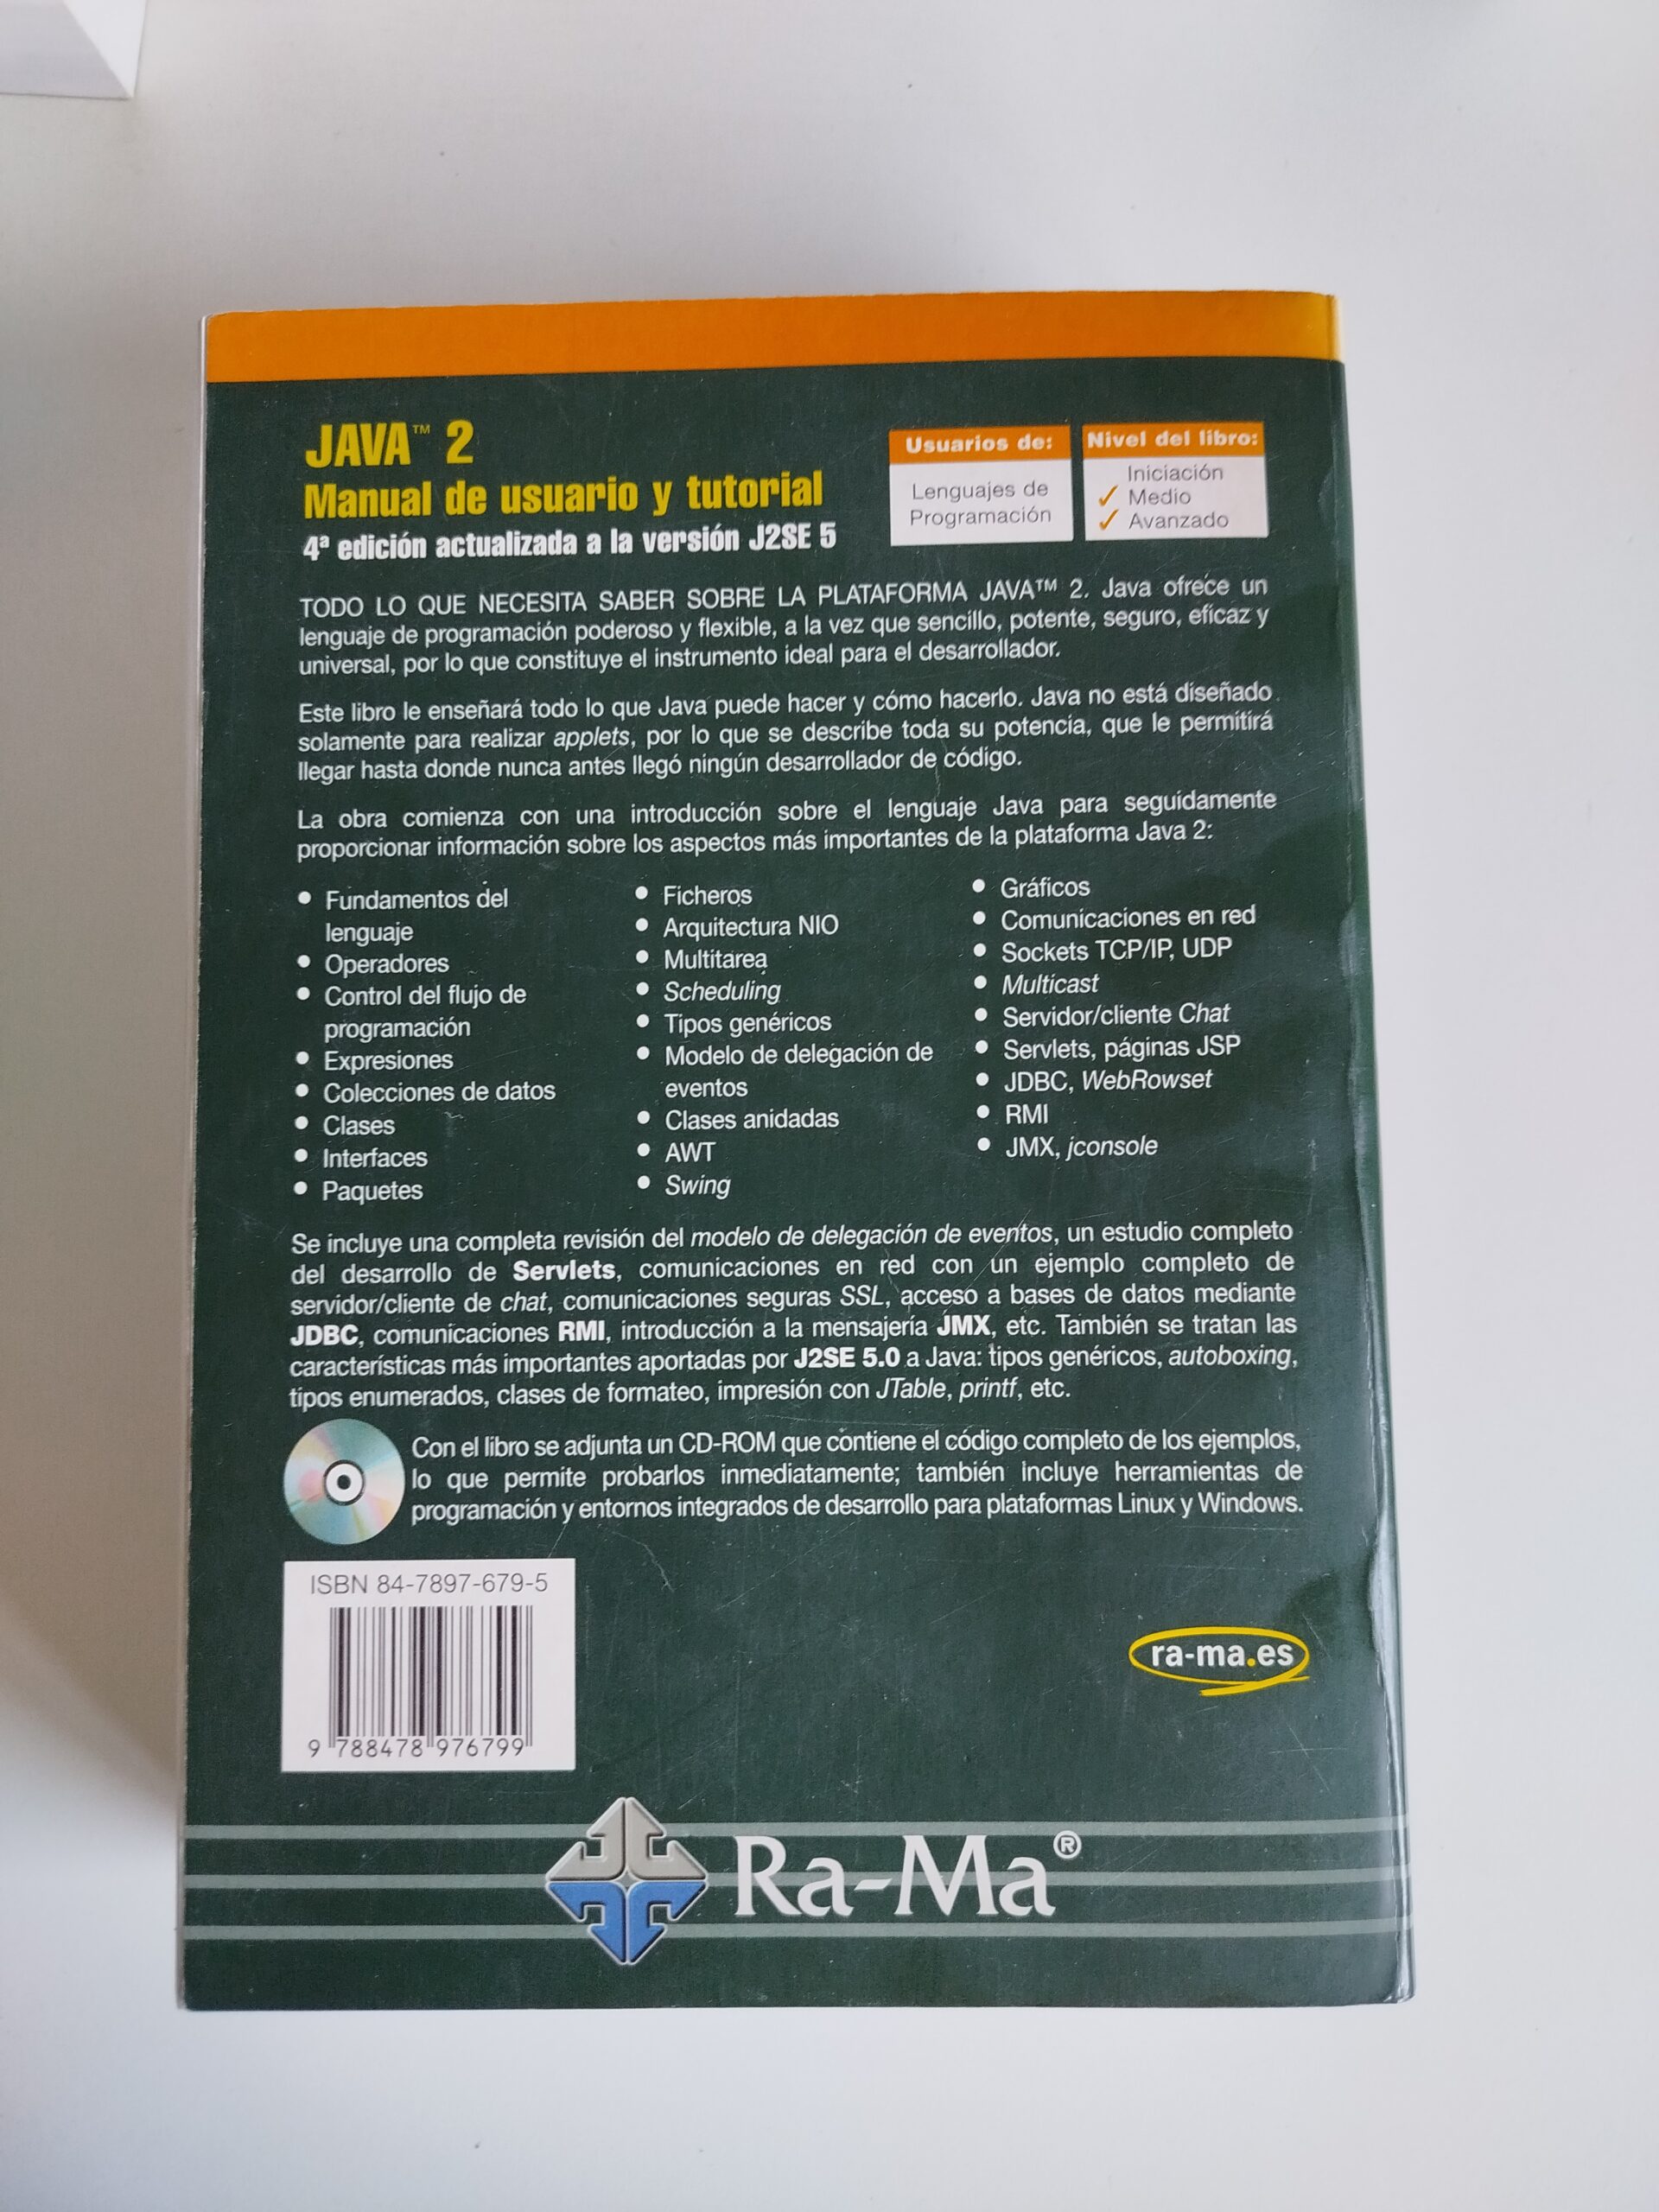 JAVA™ 2
Manual de usuario y tutorial
4ª edición actualizada a la versión J2SE 5
Usuarios de:
Lenguajes de
Programación
Nivel del libro:
Iniciación
✓ Medio
✓ Avanzado
TODO LO QUE NECESITA SABER SOBRE LA PLATAFORMA JAVA™ 2. Java ofrece un
lenguaje de programación poderoso y flexible, a la vez que sencillo, potente, seguro, eficaz y
universal, por lo que constituye el instrumento ideal para el desarrollador.
Este libro le enseñará todo lo que Java puede hacer y cómo hacerlo. Java no está diseñado
solamente para realizar applets, por lo que se describe toda su potencia, que le permitirá
llegar hasta donde nunca antes llegó ningún desarrollador de código.
La obra comienza con una introducción sobre el lenguaje Java para seguidamente
proporcionar información sobre los aspectos más importantes de la plataforma Java 2:
• Fundamentos del
lenguaje
• Operadores
• Control del flujo de
programación
• Expresiones
• Colecciones de datos
• Clases
• Interfaces
• Paquetes
• Ficheros
• Arquitectura NIO
• Multitarea
• Scheduling
• Tipos genéricos
• Modelo de delegación de
eventos
• Clases anidadas
• AWT
• Swing
• Gráficos
• Comunicaciones en red
• Sockets TCP/IP, UDP
• Multicast
• Servidor/cliente Chat
• Servlets, páginas JSP
• JDBC, WebRowset
• RMI
• JMX, jconsole
Se incluye una completa revisión del modelo de delegación de eventos, un estudio completo
del desarrollo de Servlets, comunicaciones en red con un ejemplo completo de
servidor/cliente de chat, comunicaciones seguras SSL, acceso a bases de datos mediante
JDBC, comunicaciones RMI, introducción a la mensajería JMX, etc. También se tratan las
características más importantes aportadas por J2SE 5.0 a Java: tipos genéricos, autoboxing,
tipos enumerados, clases de formateo, impresión con JTable, printf, etc.
Con el libro se adjunta un CD-ROM que contiene el código completo de los ejemplos,
lo que permite probarlos inmediatamente; también incluye herramientas de
programación y entornos integrados de desarrollo para plataformas Linux y Windows.
ISBN 84-7897-679-5
9 788478 976799
ra-ma.es
Ra-Ma®